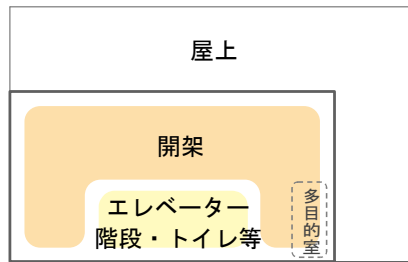 屋上
開架
エレベーター
階段・トイレ等
多目的室